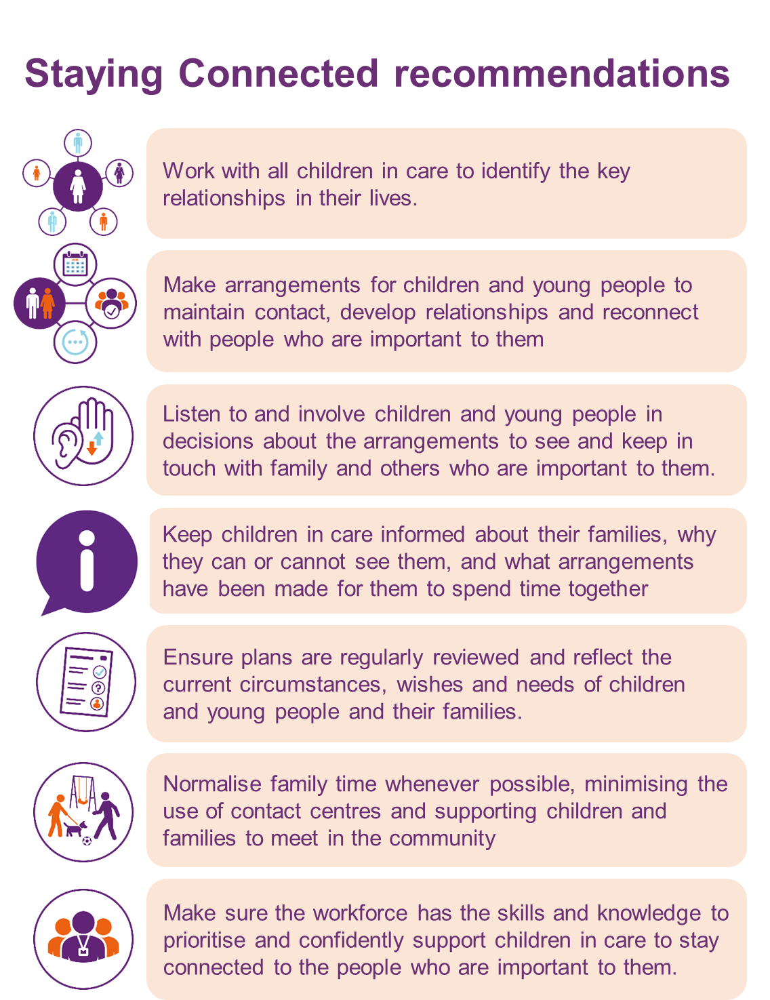 Staying Connected recommendations
Work with all children in care to identify the key
relationships in their lives.
Make arrangements for children and young people to
maintain contact, develop relationships and reconnect
with people who are important to them
Listen to and involve children and young people in
decisions about the arrangements to see and keep in
touch with family and others who are important to them.
Keep children in care informed about their families, why
they can or cannot see them, and what arrangements
have been made for them to spend time together
Ensure plans are regularly reviewed and reflect the
current circumstances, wishes and needs of children
and young people and their families.
Normalise family time whenever possible, minimising the
use of contact centres and supporting children and
families to meet in the community
Make sure the workforce has the skills and knowledge to
prioritise and confidently support children in care to stay
connected to the people who are important to them.